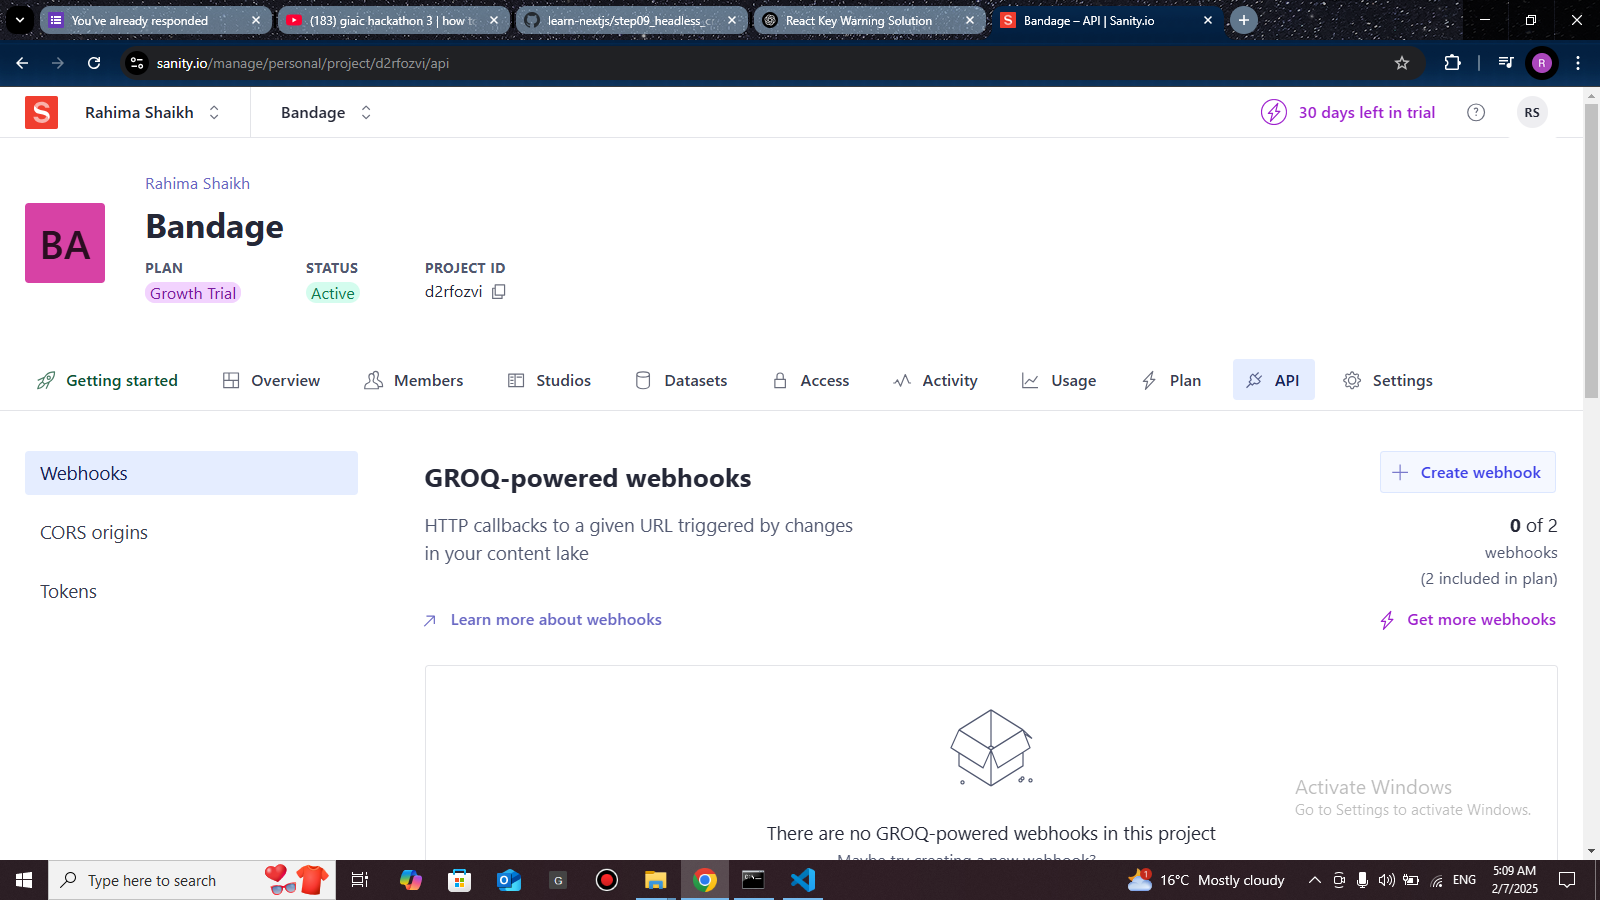 You've already responded
(183) giaic hackathon 3 | how t
learn-nextjs/step09_headless_c
React Key Warning Solution
Bandage – API | Sanity.io
sanity.io/manage/personal/project/d2rfozvi/api
R
S
Rahima Shaikh
Bandage
30 days left in trial
RS
Rahima Shaikh
BA
Bandage
PLAN
STATUS
PROJECT ID
Growth Trial
Active
d2rfozvi
Getting started
Overview
Members
Studios
Datasets
Access
Activity
Usage
Plan
API
Settings
Webhooks
CORS origins
Tokens
GROQ-powered webhooks
Create webhook
HTTP callbacks to a given URL triggered by changes
in your content lake
0 of 2
webhooks
(2 included in plan)
Learn more about webhooks
Get more webhooks
There are no GROQ-powered webhooks in this project
Maybe try creating a new webhook?
Activate Windows
Go to Settings to activate Windows.
Type here to search
16°C Mostly cloudy
ENG
5:09 AM
2/7/2025